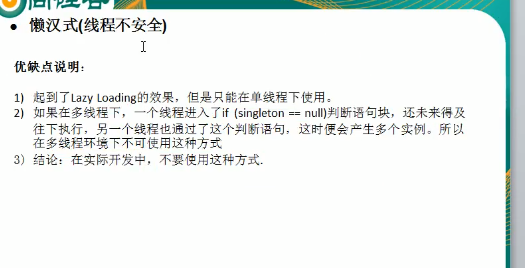 • 懒汉式(线程不安全)
优缺点说明：
1) 起到了Lazy Loading的效果，但是只能在单线程下使用。
2) 如果在多线程下，一个线程进入了if (singleton == null)判断语句块，还未来得及
往下执行，另一个线程也通过了这个判断语句，这时便会产生多个实例。所以
在多线程环境下不可使用这种方式
3) 结论：在实际开发中，不要使用这种方式.